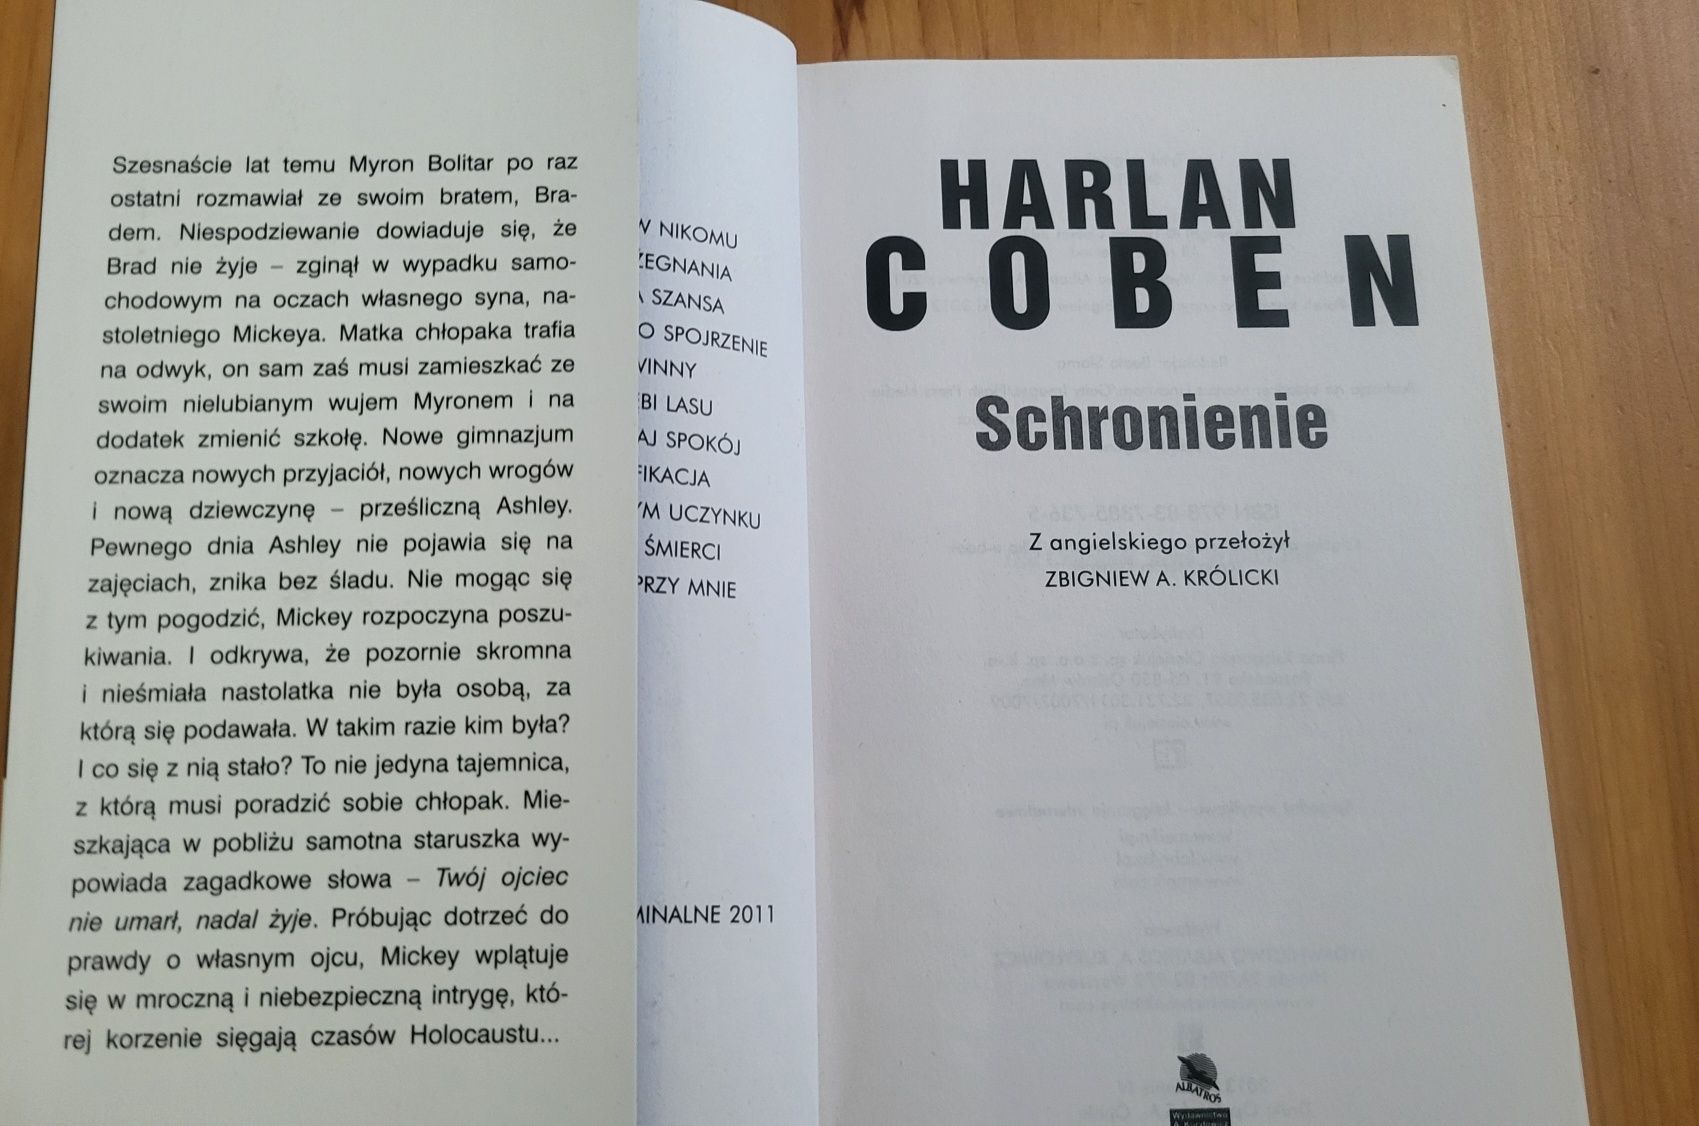 Szesnaście lat temu Myron Bolitar po raz
ostatni rozmawiał ze swoim bratem, Bra-
dem. Niespodziewanie dowiaduje się, że
Brad nie żyje – zginął w wypadku samo-
chodowym na oczach własnego syna, na-
stoletniego Mickeya. Matka chłopaka trafia
na odwyk, on sam zaś musi zamieszkać ze
swoim nielubianym wujem Myronem i na
dodatek zmienić szkołę. Nowe gimnazjum
oznacza nowych przyjaciół, nowych wrogów
i nową dziewczynę – prześliczną Ashley.
Pewnego dnia Ashley nie pojawia się na
zajęciach, znika bez śladu. Nie mogąc się
z tym pogodzić, Mickey rozpoczyna poszu-
kiwania. I odkrywa, że pozornie skromna
i nieśmiała nastolatka nie była osobą, za
którą się podawała. W takim razie kim była?
I co się z nią stało? To nie jedyna tajemnica,
z którą musi poradzić sobie chłopak. Mie-
szkająca w pobliżu samotna staruszka wy-
powiada zagadkowe słowa – Twój ojciec
nie umarł, nadal żyje. Próbując dotrzeć do
prawdy o własnym ojcu, Mickey wplątuje
się w mroczną i niebezpieczną intrygę, któ-
rej korzenie sięgają czasów Holocaustu...
W NIKOMU
ŻEGNANIA
A SZANSA
O SPOJRZENIE
WINNY
ĘBI LASU
AJ SPOKÓJ
FIKACJA
YM UCZYNKU
ŚMIERCI
PRZY MNIE
MINALNE 2011
HARLAN
COBEN
Schronienie
Z angielskiego przełożył
ZBIGNIEW A. KRÓLICKI
ALBATROS
Wydawnictwo